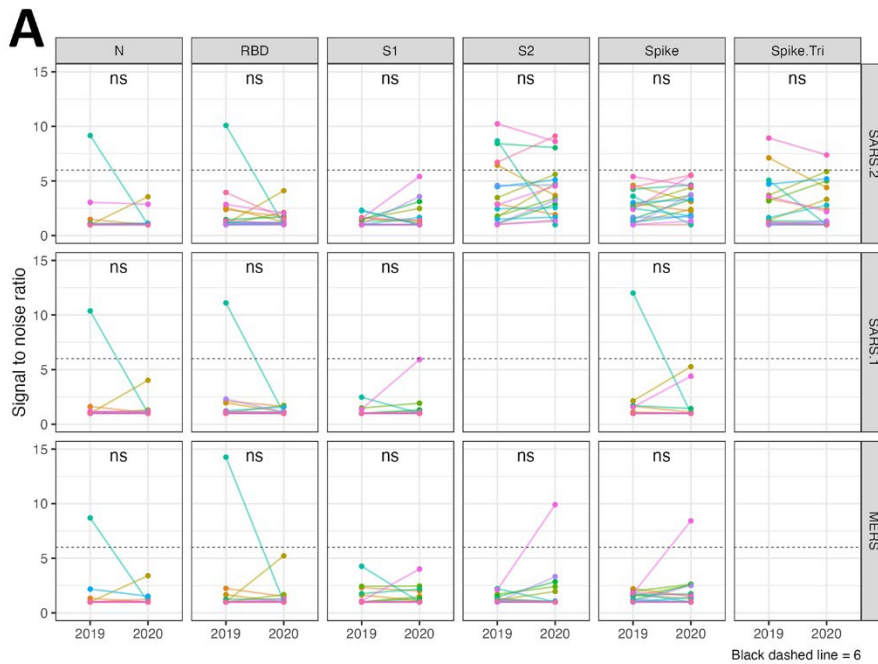 A
N RBD S1 S2 Spike Spike.Tri
15 ns ns ns ns ns ns
10
5
0
SARS.2
15 ns ns ns ns
10
5
0
SARS.1
Signal to noise ratio
15 ns ns ns ns ns
10
5
0
MERS
2019 2020 2019 2020 2019 2020 2019 2020 2019 2020 2019 2020
Black dashed line = 6